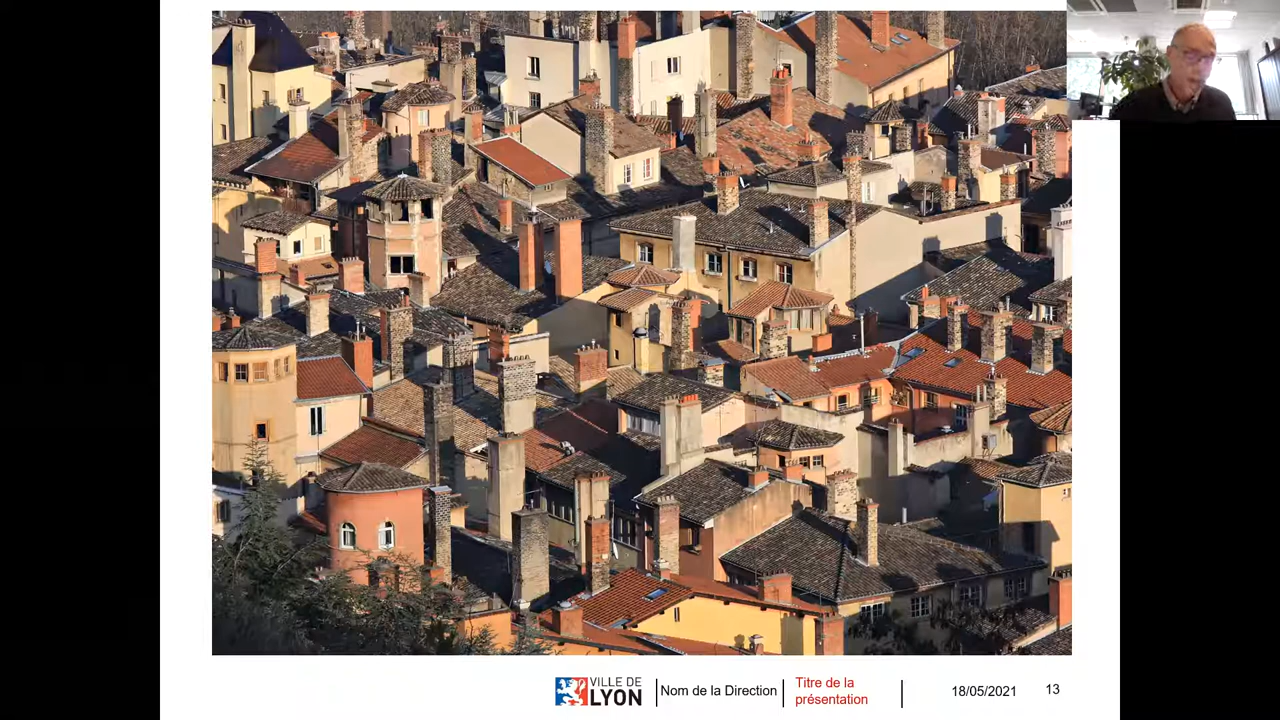 VILLE DE
LYON
Nom de la Direction
Titre de la
présentation
18/05/2021
13